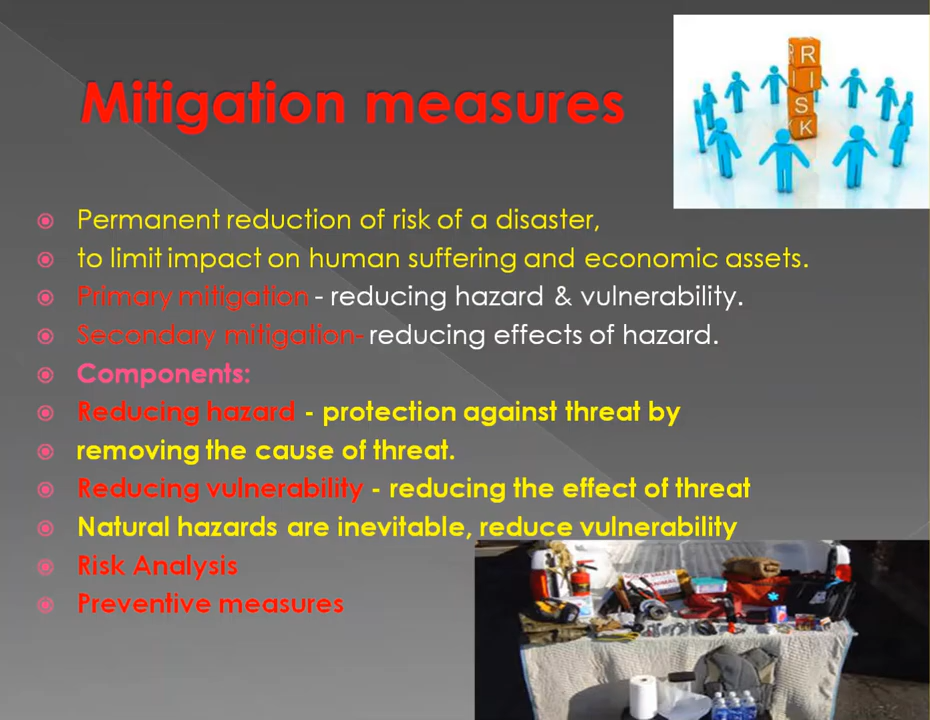 Mitigation measures
R
I
S
K
Permanent reduction of risk of a disaster,
to limit impact on human suffering and economic assets.
Primary mitigation - reducing hazard & vulnerability.
Secondary mitigation- reducing effects of hazard.
Components:
Reducing hazard - protection against threat by
removing the cause of threat.
Reducing vulnerability - reducing the effect of threat
Natural hazards are inevitable, reduce vulnerability
Risk Analysis
Preventive measures